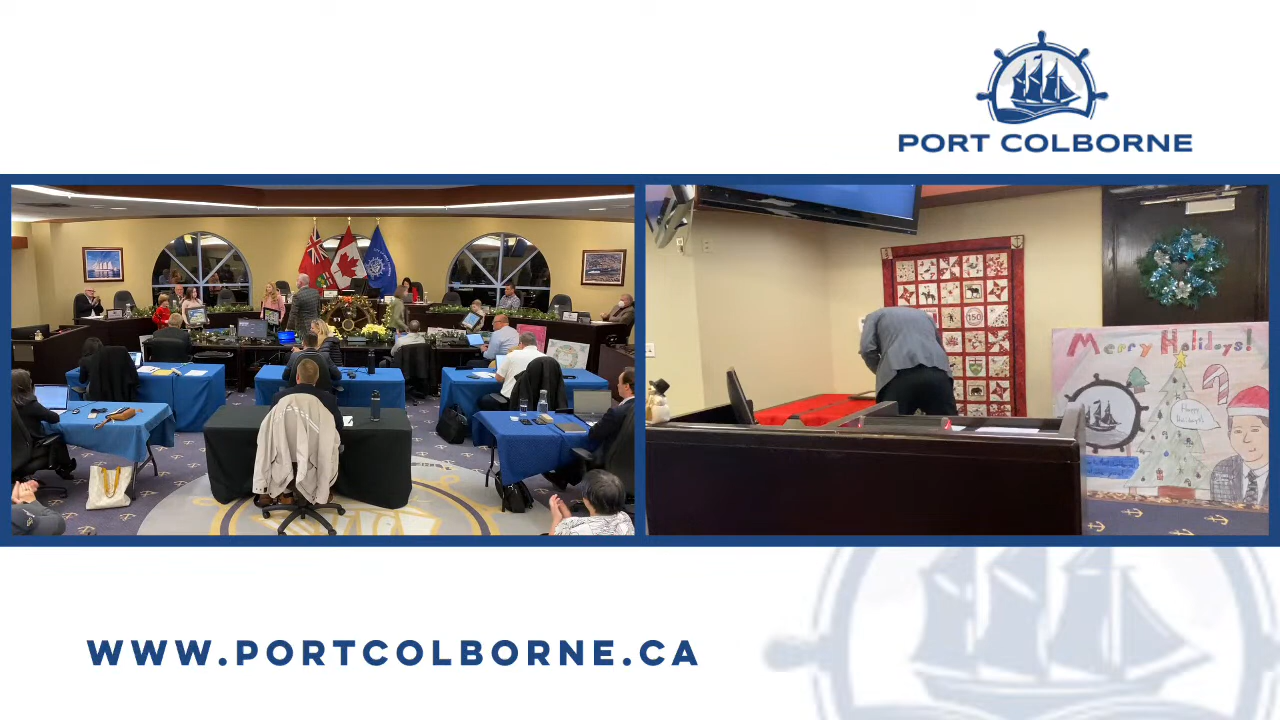 PORT COLBORNE
150
Merry Holidays!
Happy
Holidays!
WWW.PORTCOLBORNE.CA